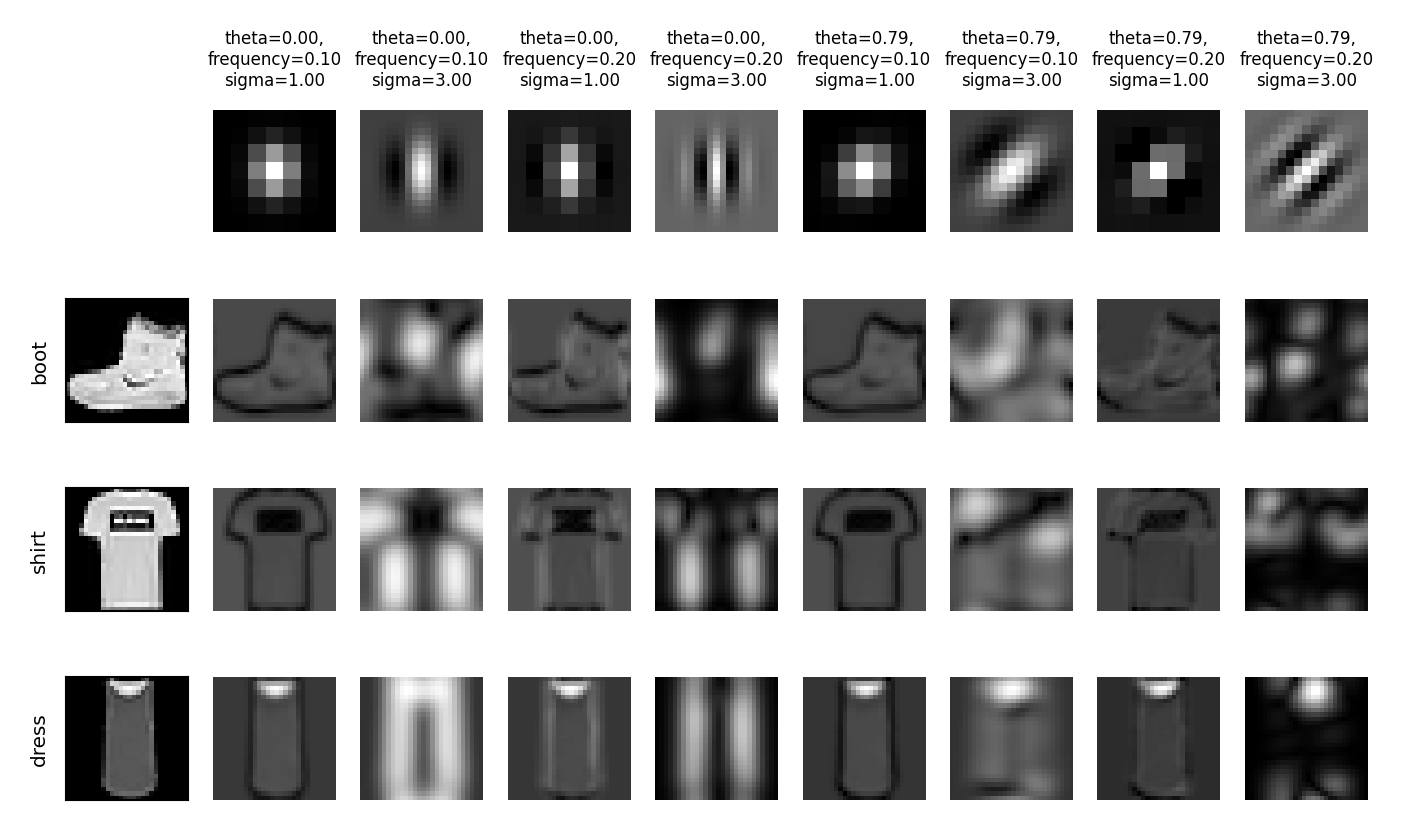 theta=0.00,
frequency=0.10
sigma=1.00
theta=0.00,
frequency=0.10
sigma=3.00
theta=0.00,
frequency=0.20
sigma=1.00
theta=0.00,
frequency=0.20
sigma=3.00
theta=0.79,
frequency=0.10
sigma=1.00
theta=0.79,
frequency=0.10
sigma=3.00
theta=0.79,
frequency=0.20
sigma=1.00
theta=0.79,
frequency=0.20
sigma=3.00
boot
shirt
dress